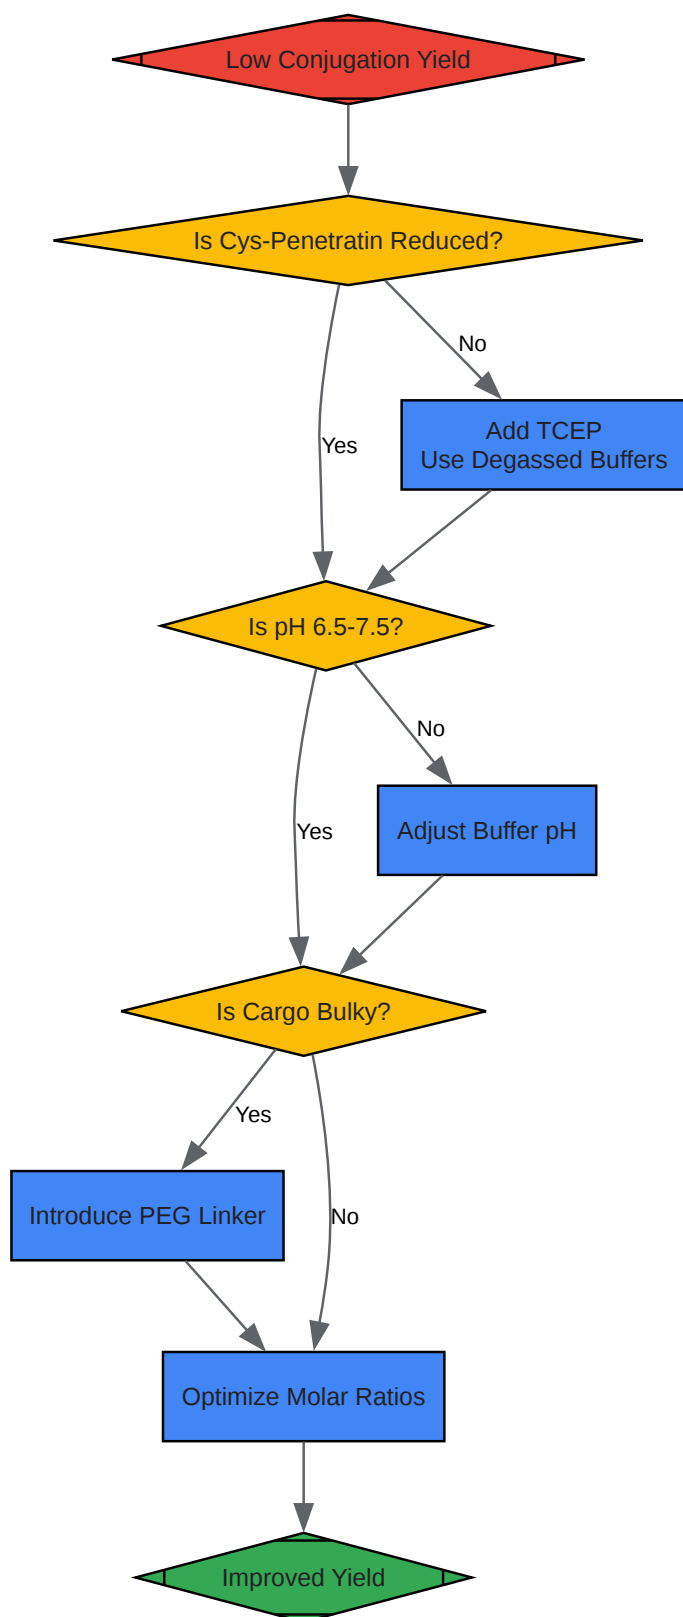 Low Conjugation Yield
Is Cys-Penetratin Reduced?
No
Add TCEP
Use Degassed Buffers
Yes
Is pH 6.5-7.5?
No
Adjust Buffer pH
Yes
Is Cargo Bulky?
Yes
Introduce PEG Linker
No
Optimize Molar Ratios
Improved Yield